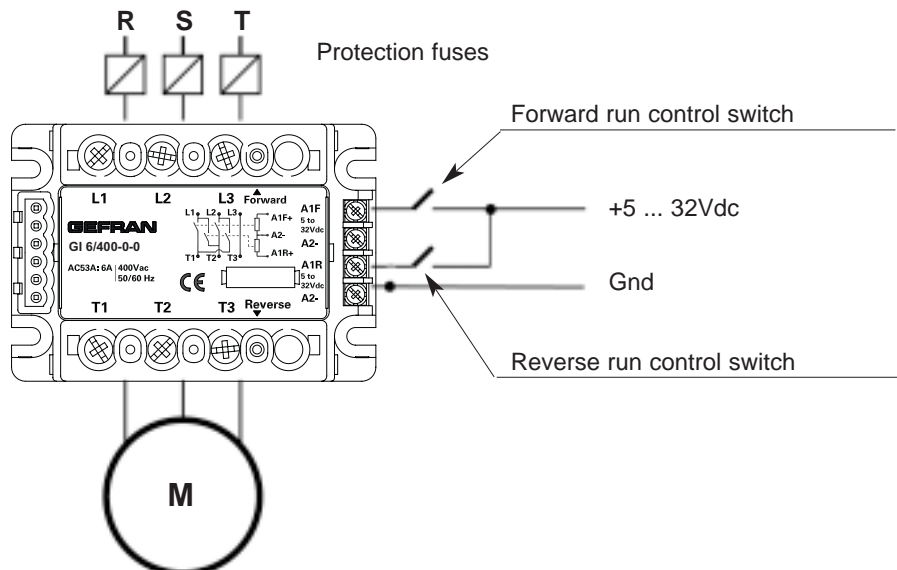 R S T
Protection fuses
Forward run control switch
L1 L2 L3 Forward
L1 L2 L3
A1F+
A2-
A1R+
T1 T2 T3
GEFRAN
GI 6/400-0-0
AC53A: 6A 400Vac
50/60 Hz
CE
A1F
5 to
32Vdc
A2-
A1R
5 to
32Vdc
A2-
T1 T2 T3 Reverse
+5 ... 32Vdc
Gnd
Reverse run control switch
M